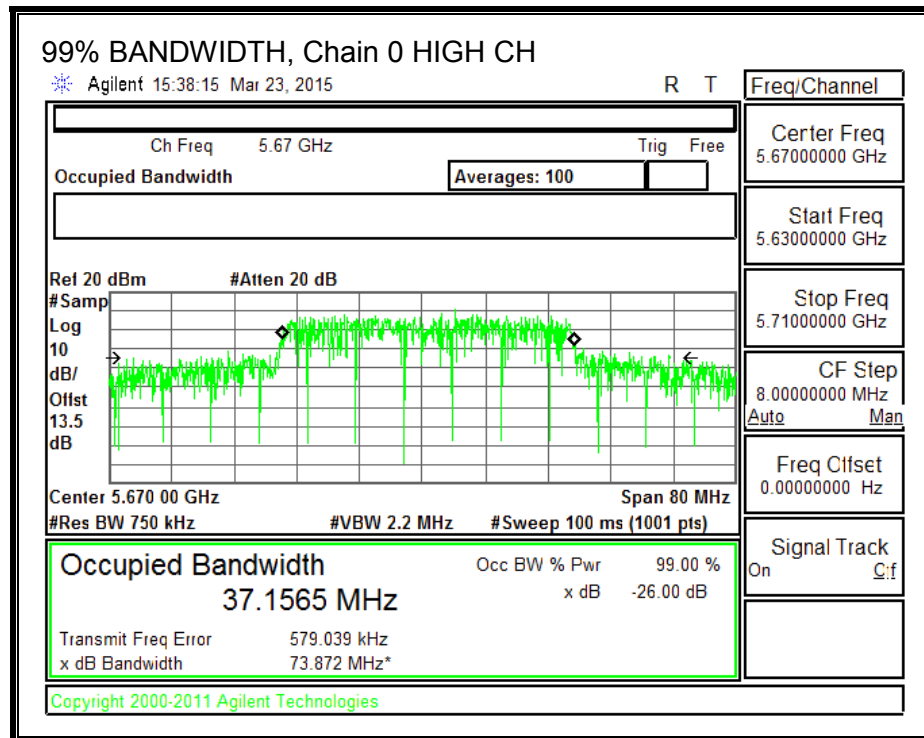 99% BANDWIDTH, Chain 0 HIGH CH
Agilent 15:38:15 Mar 23, 2015 R T
Freq/Channel
Ch Freq 5.67 GHz Trig Free
Occupied Bandwidth Averages: 100
Center Freq
5.67000000 GHz
Start Freq
5.63000000 GHz
Stop Freq
5.71000000 GHz
CF Step
8.00000000 MHz
Auto Man
Freq Offset
0.00000000 Hz
Signal Track
On Off
Ref 20 dBm #Atten 20 dB
#Samp
Log
10
dB/
Offst
13.5
dB
Center 5.670 00 GHz Span 80 MHz
#Res BW 750 kHz #VBW 2.2 MHz #Sweep 100 ms (1001 pts)
Occupied Bandwidth Occ BW % Pwr 99.00 %
37.1565 MHz x dB -26.00 dB
Transmit Freq Error 579.039 kHz
x dB Bandwidth 73.872 MHz*
Copyright 2000-2011 Agilent Technologies